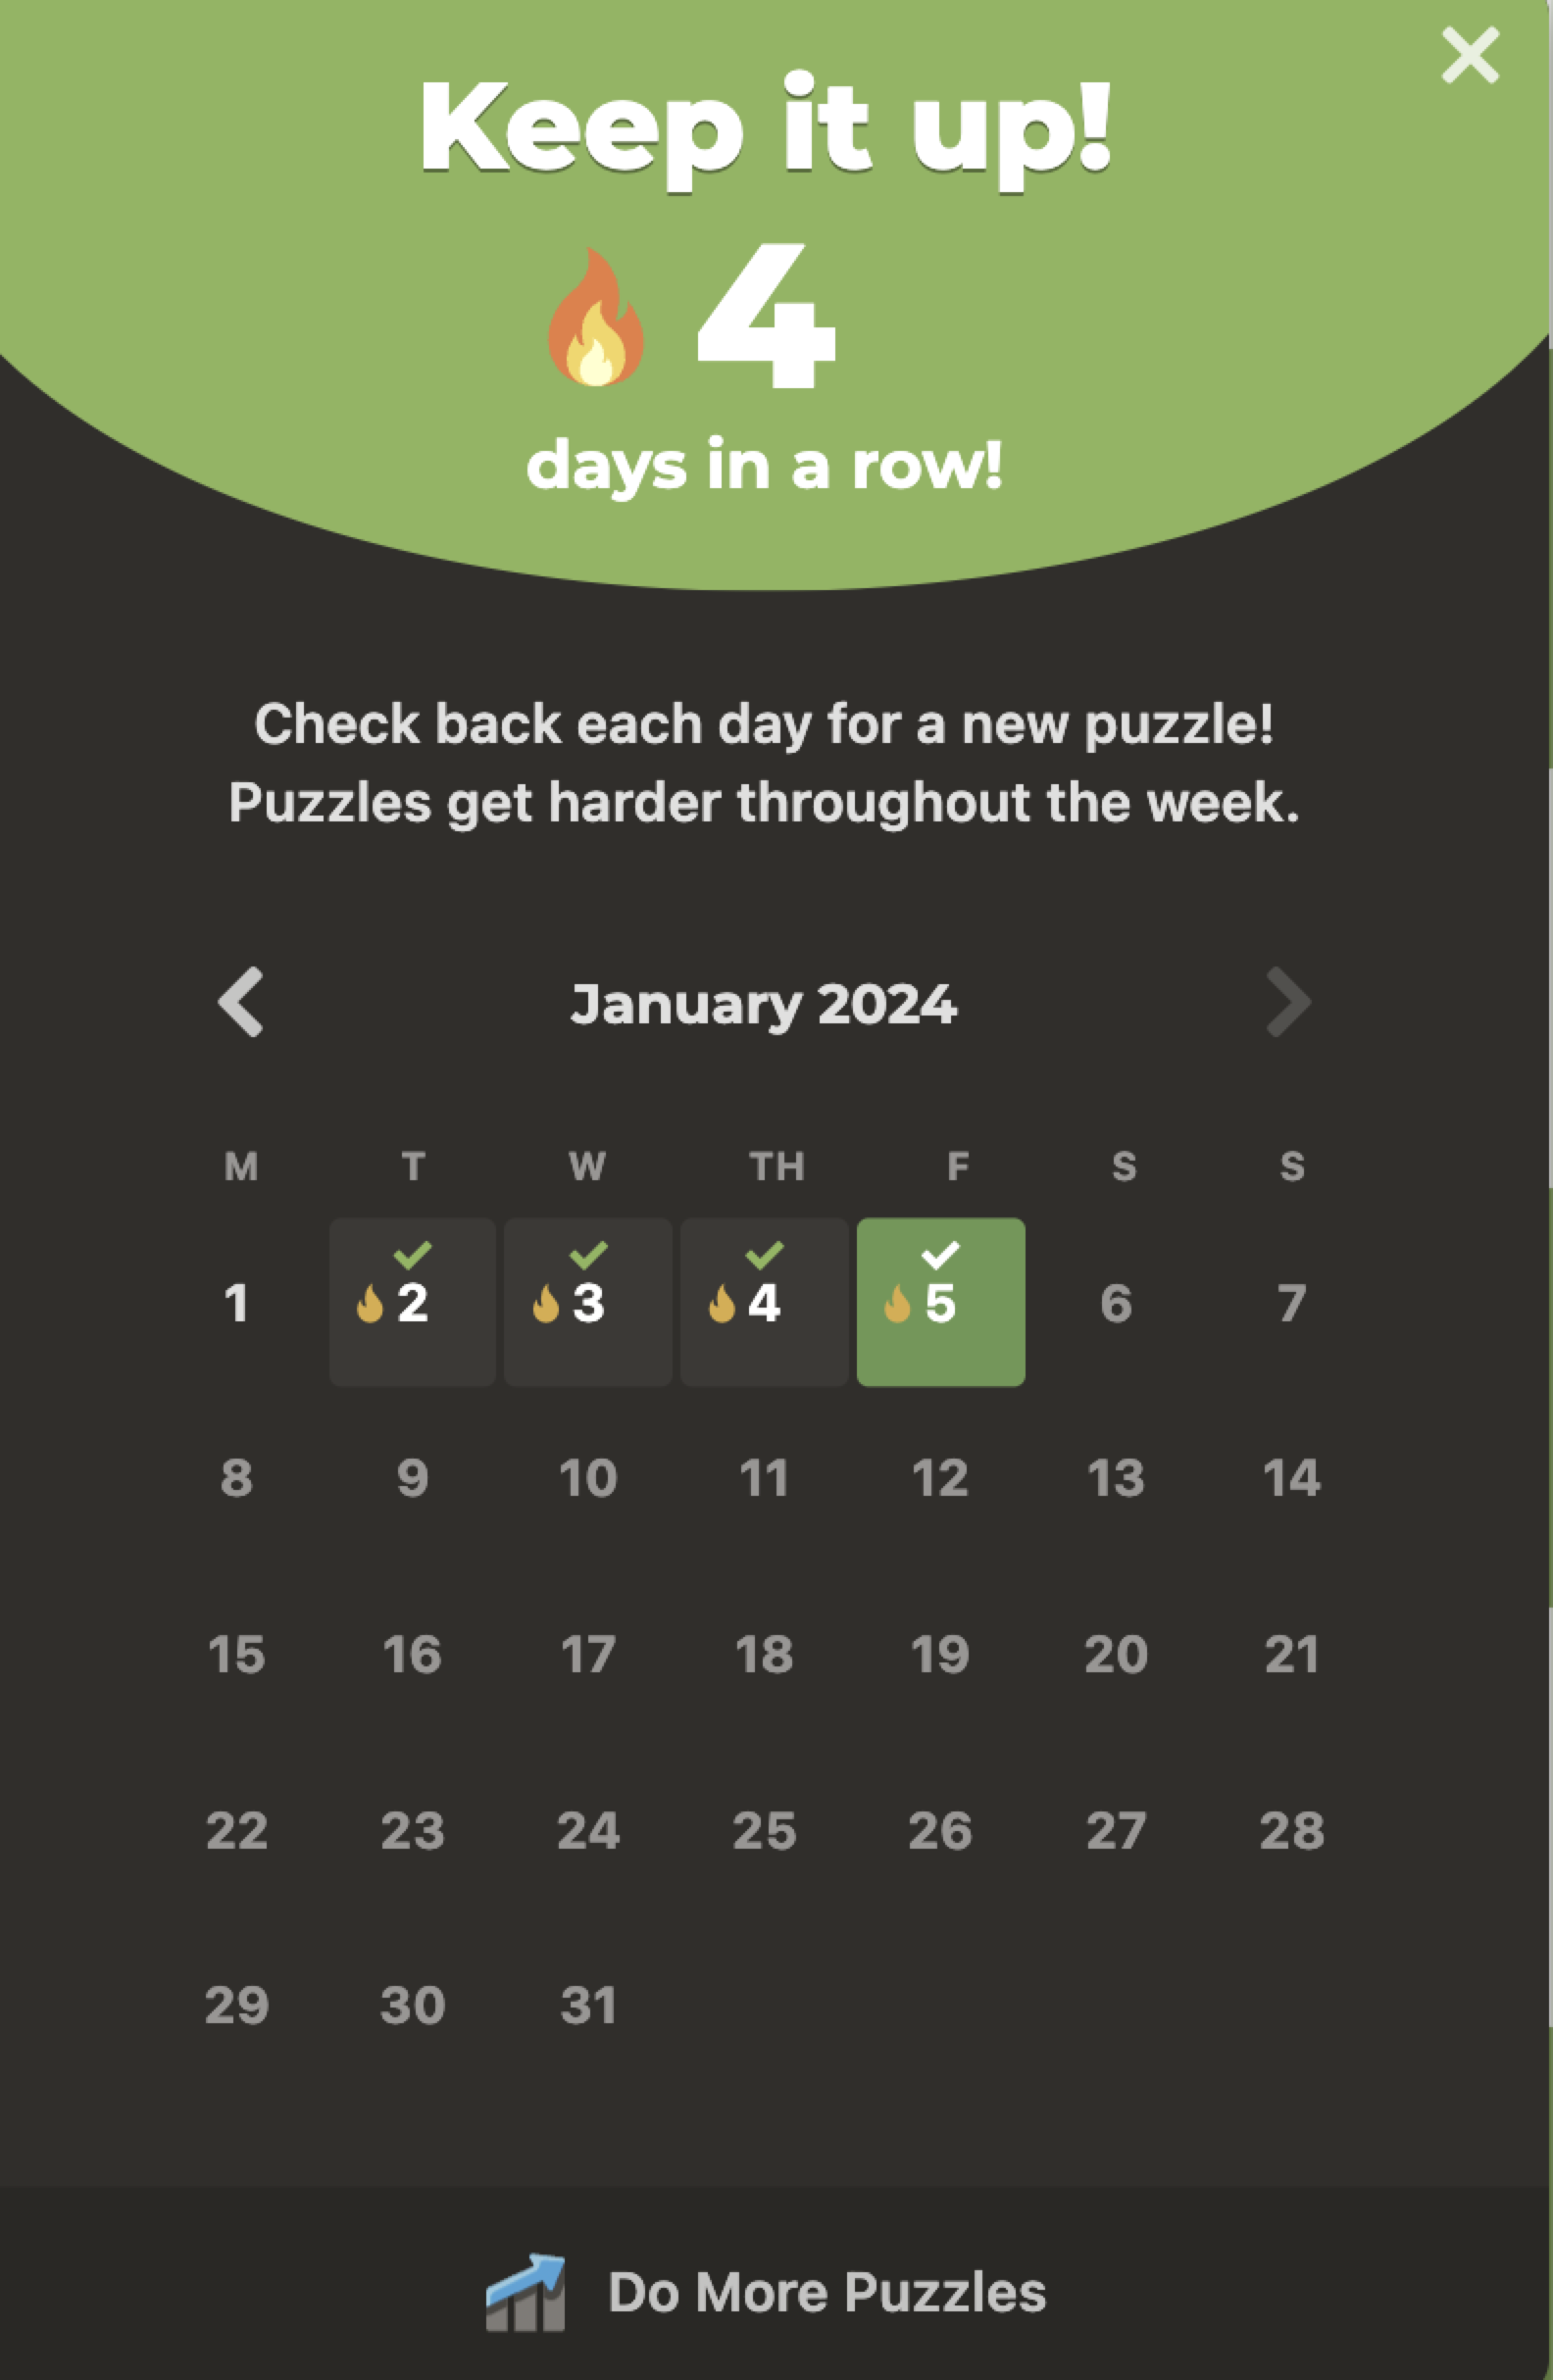 Keep it up!
4
days in a row!
Check back each day for a new puzzle!
Puzzles get harder throughout the week.
January 2024
M T W TH F S S
1 2 3 4 5 6 7
8 9 10 11 12 13 14
15 16 17 18 19 20 21
22 23 24 25 26 27 28
29 30 31
Do More Puzzles